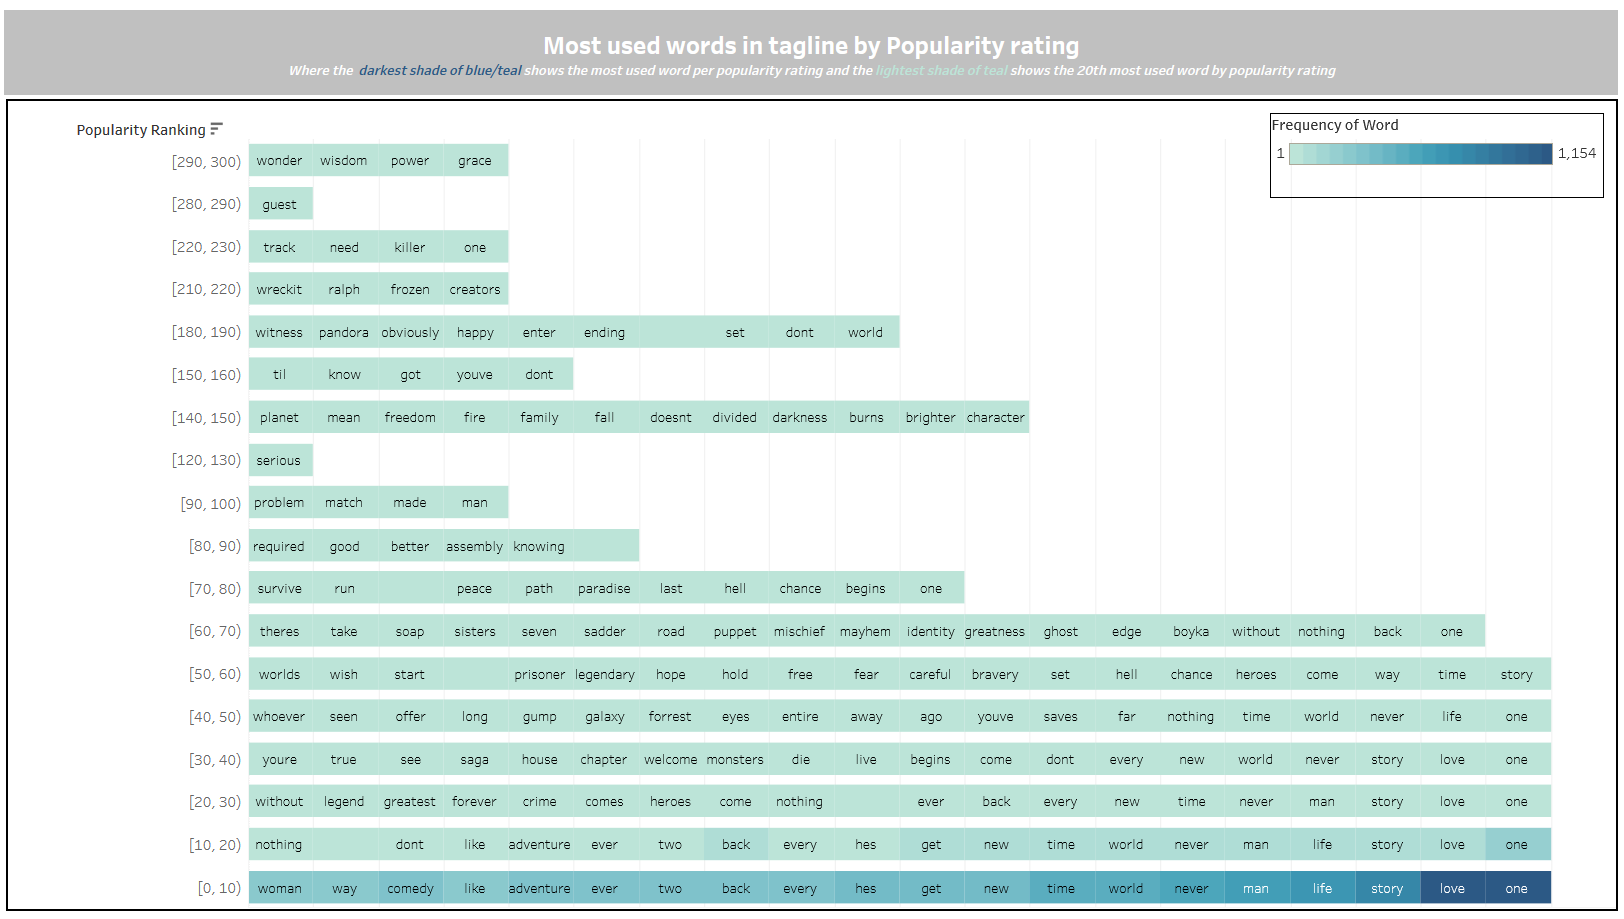 Most used words in tagline by Popularity rating
Where the darkest shade of blue/teal shows the most used word per popularity rating and the lightest shade of teal shows the 20th most used word by popularity rating
Popularity Ranking
Frequency of Word
1 1,154
[290, 300) wonder wisdom power grace
[280, 290) guest
[220, 230) track need killer one
[210, 220) wreckit ralph frozen creators
[180, 190) witness pandora obviously happy enter ending set dont world
[150, 160) til know got youve dont
[140, 150) planet mean freedom fire family fall doesnt divided darkness burns brighter character
[120, 130) serious
[90, 100) problem match made man
[80, 90) required good better assembly knowing
[70, 80) survive run peace path paradise last hell chance begins one
[60, 70) theres take soap sisters seven sadder road puppet mischief mayhem identity greatness ghost edge boyka without nothing back one
[50, 60) worlds wish start prisoner legendary hope hold free fear careful bravery set hell chance heroes come way time story
[40, 50) whoever seen offer long gump galaxy forrest eyes entire away ago youve saves far nothing time world never life one
[30, 40) youre true see saga house chapter welcome monsters die live begins come dont every new world never story love one
[20, 30) without legend greatest forever crime comes heroes come nothing ever back every new time never man story love one
[10, 20) nothing dont like adventure ever two back every hes get new time world never man life story love one
[0, 10) woman way comedy like adventure ever two back every hes get new time world never man life story love one